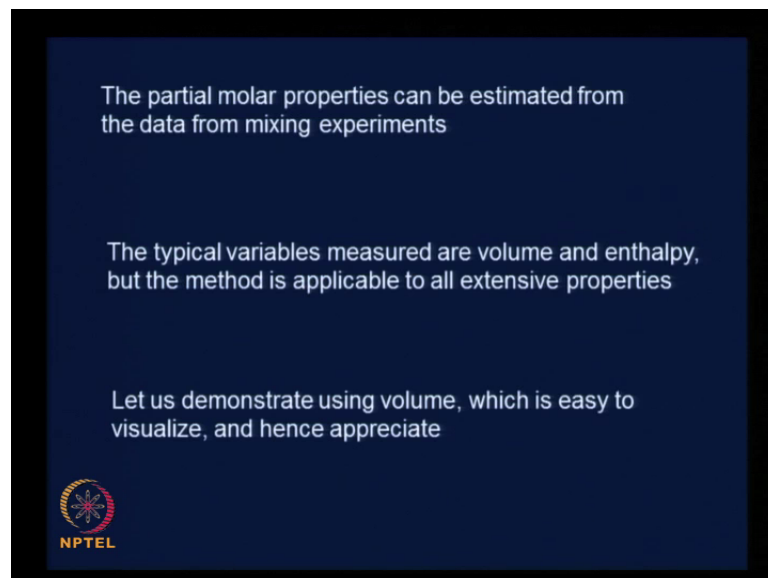 The partial molar properties can be estimated from
the data from mixing experiments
The typical variables measured are volume and enthalpy,
but the method is applicable to all extensive properties
Let us demonstrate using volume, which is easy to
visualize, and hence appreciate
NPTEL